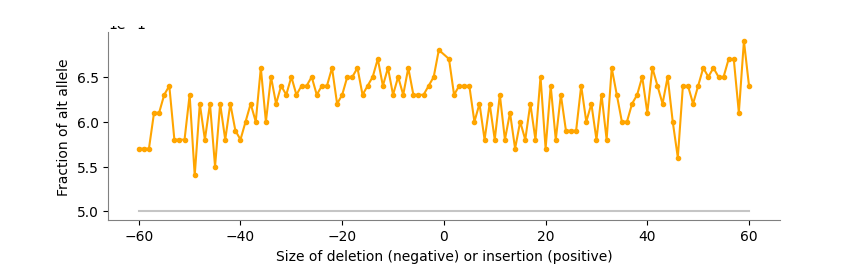 Fraction of alt allele
6.5
6.0
5.5
5.0
−60 −40 −20 0 20 40 60
Size of deletion (negative) or insertion (positive)